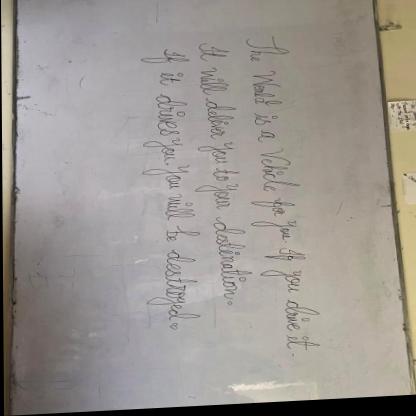 The World is a Vehicle for you. If you drive it.
It will deliver you to your destination.
If it drives you. You will be destroyed.